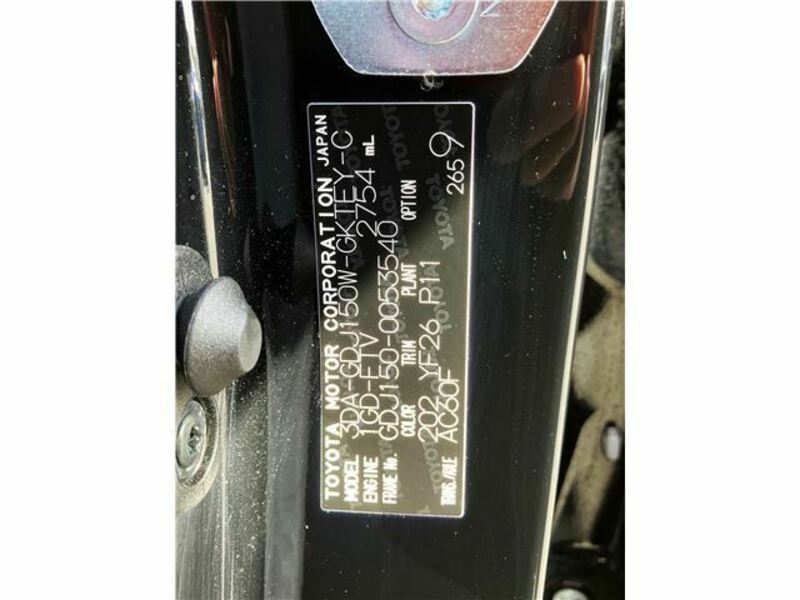 TOYOTA MOTOR CORPORATION JAPAN
MODEL 3DA-GDJ150W-GKTEY-C
ENGINE 1GD-FTV 2754 mL
FRAME No. GDJ150-0053540
COLOR TRIM PLANT OPTION
202 YF26 P11
TRANS./AXLE AC60F 265 9